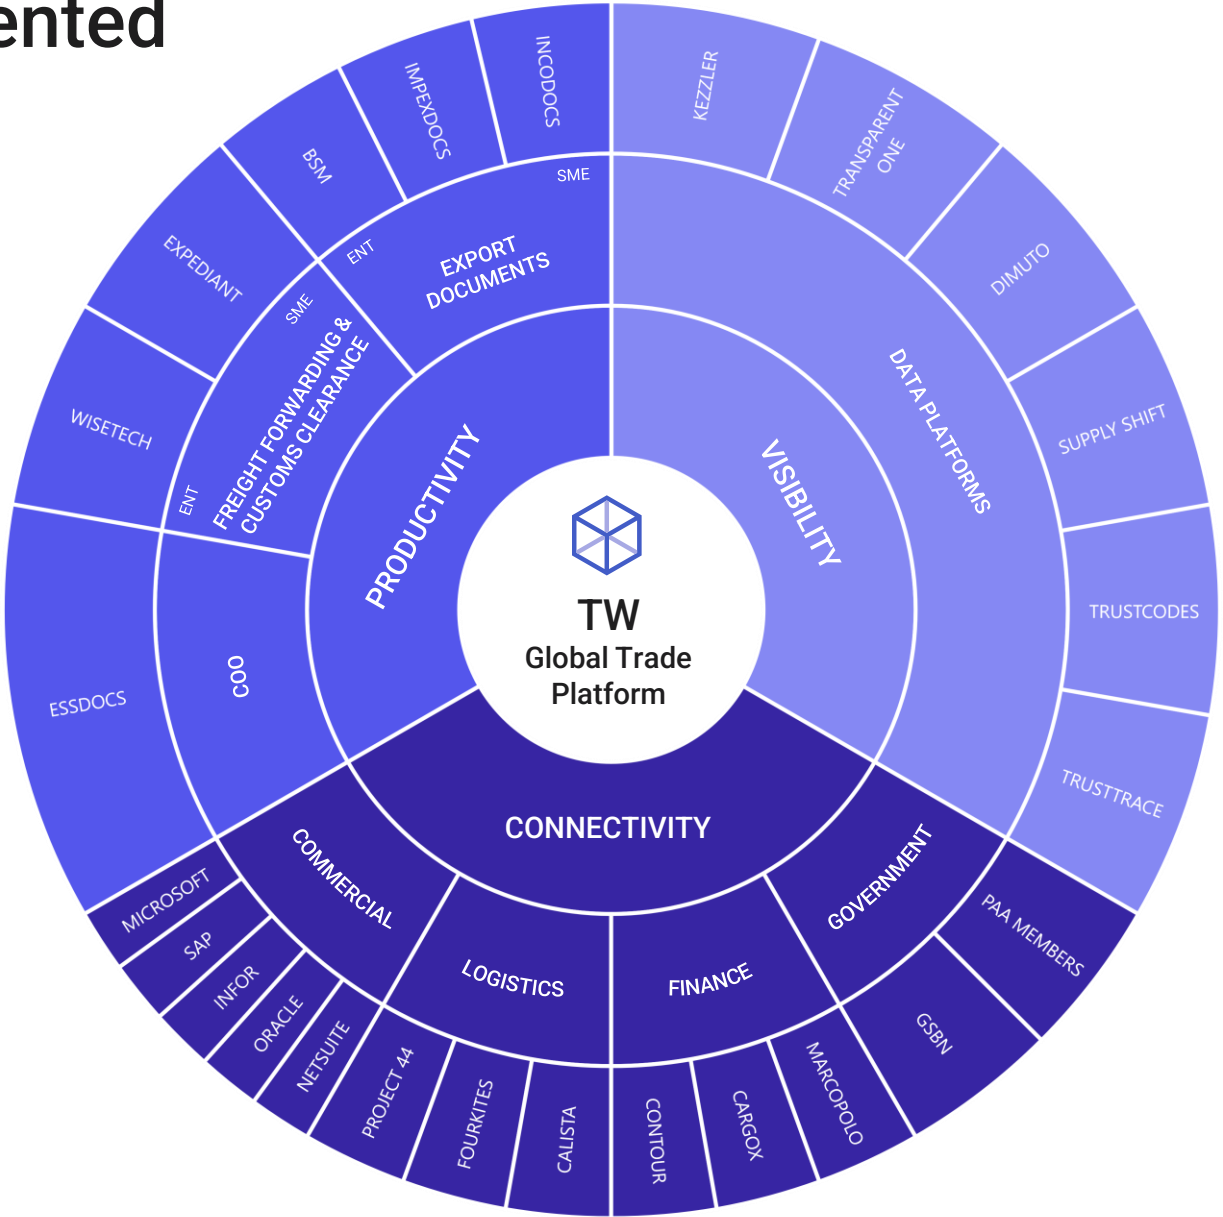 ented
INCODOCS
IMPEXDOCS
BSM
EXPEDIANT
WISETECH
ESSDOCS
SME
ENT
EXPORT
DOCUMENTS
SME
ENT
FREIGHT FORWARDING &
CUSTOMS CLEARANCE
COO
PRODUCTIVITY
KEZZLER
TRANSPARENT
ONE
DIMUTO
SUPPLY SHIFT
TRUSTCODES
TRUSTTRACE
DATA PLATFORMS
VISIBILITY
TW
Global Trade
Platform
CONNECTIVITY
COMMERCIAL
LOGISTICS
FINANCE
GOVERNMENT
MICROSOFT
SAP
INFOR
ORACLE
NETSUITE
PROJECT 44
FOURKITES
CALISTA
CONTOUR
CARGOX
MARCOPOLO
GSBN
PAA MEMBERS